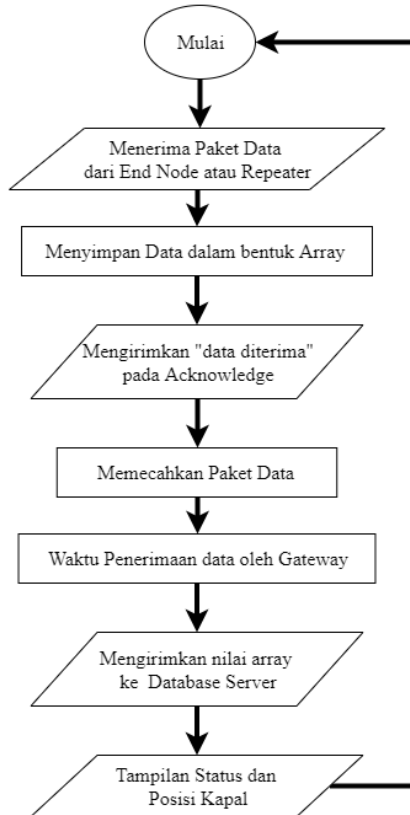 Mulai
Menerima Paket Data
dari End Node atau Repeater
Menyimpan Data dalam bentuk Array
Mengirimkan "data diterima"
pada Acknowledge
Memecahkan Paket Data
Waktu Penerimaan data oleh Gateway
Mengirimkan nilai array
ke Database Server
Tampilan Status dan
Posisi Kapal